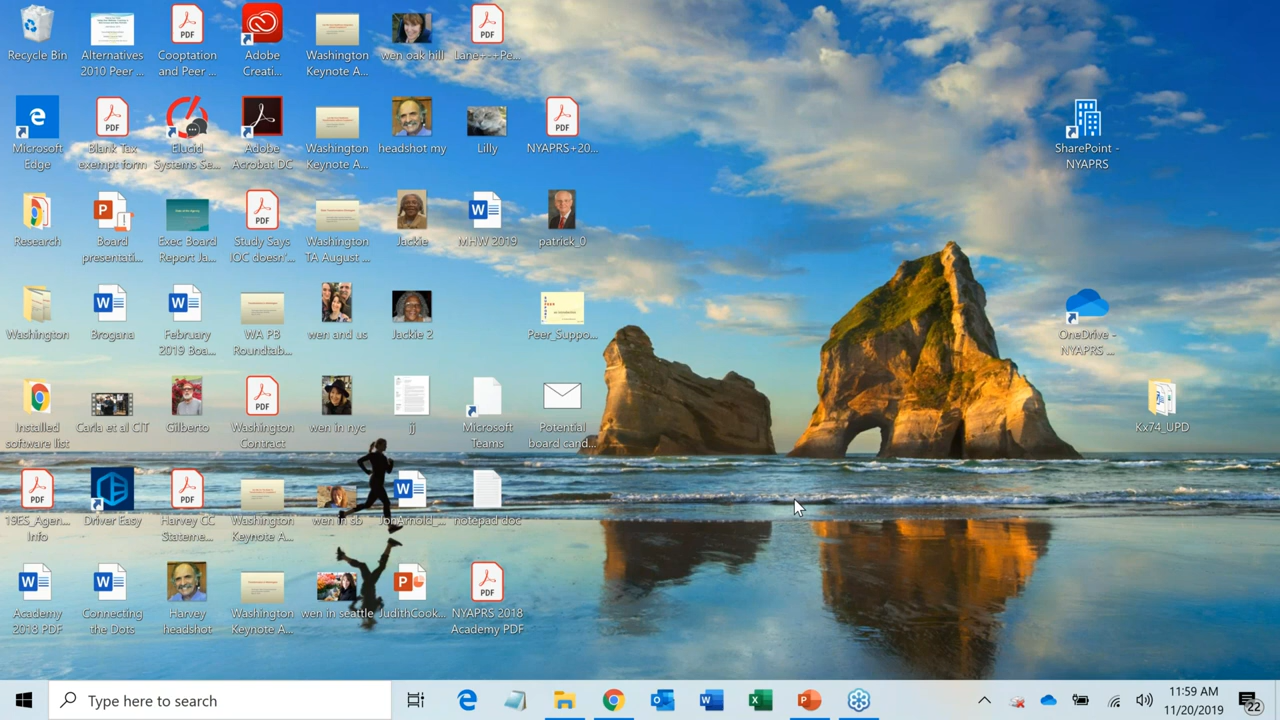 Recycle Bin
Alternatives
2010 Peer ...
Cooptation
and Peer ...
Adobe
Creati...
Washington
Keynote A...
wen oak hill
Lane+-+Pe...
Microsoft
Edge
Blank Tax
exempt form
Elucid
Systems Se...
Adobe
Acrobat DC
Washington
Keynote A...
headshot my
Lilly
NYAPRS+20...
SharePoint -
NYAPRS
Research
Board
presentati...
Exec Board
Report Ja...
Study Says
IOC doesn'...
Washington
TA August ...
Jackie
MHW 2019
patrick_0
Washington
Brogana
February
2019 Boa...
WA PB
Roundtab...
wen and us
Jackie 2
Peer_Suppo...
OneDrive -
NYAPRS ...
Installed
software list
Carla et al CIT
Gilberto
Washington
Contract
wen in nyc
jj
Microsoft
Teams
Potential
board cand...
Kx74_UPD
19ES_Agen...
Info
Driver Easy
Harvey CC
Stateme...
Washington
Keynote A...
wen in sb
JonArnold_...
notepad doc
Academy
2018 PDF
Connecting
the Dots
Harvey
headshot
Washington
Keynote A...
wen in seattle
JudithCook...
NYAPRS 2018
Academy PDF
Type here to search
11:59 AM
11/20/2019
22